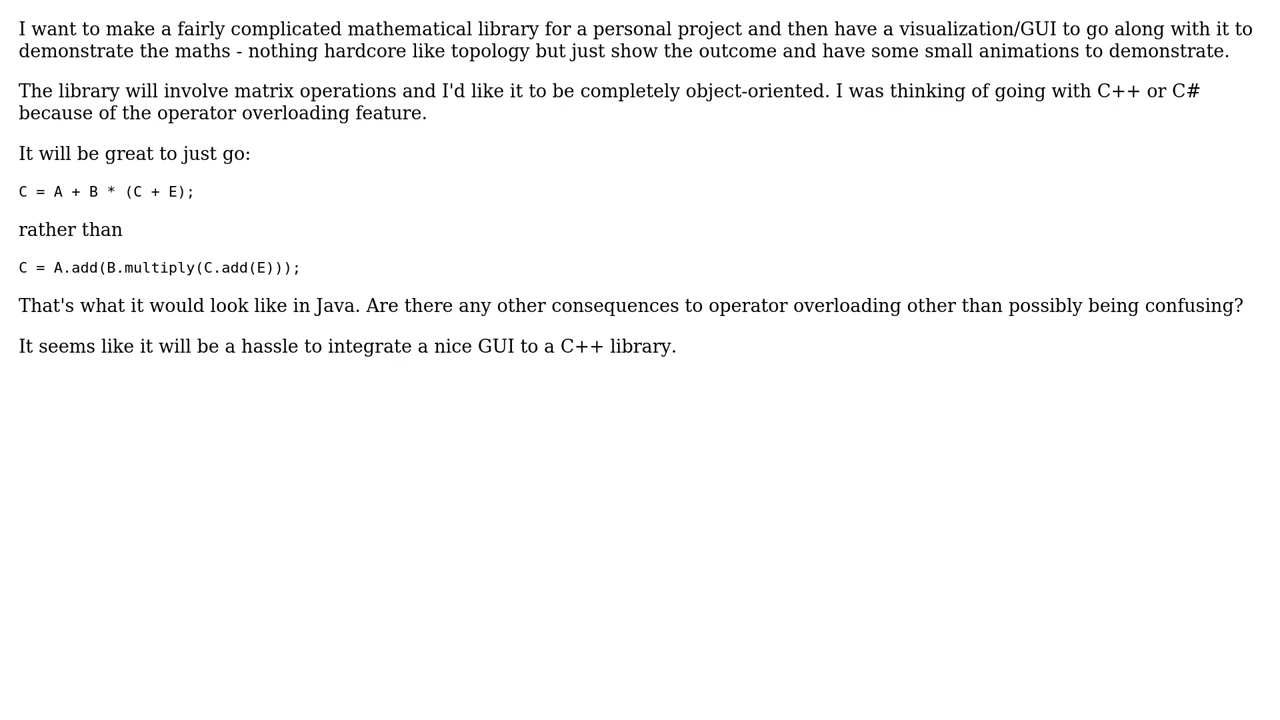 I want to make a fairly complicated mathematical library for a personal project and then have a visualization/GUI to go along with it to
demonstrate the maths - nothing hardcore like topology but just show the outcome and have some small animations to demonstrate.
The library will involve matrix operations and I'd like it to be completely object-oriented. I was thinking of going with C++ or C#
because of the operator overloading feature.
It will be great to just go:
C = A + B * (C + E);
rather than
C = A.add(B.multiply(C.add(E)));
That's what it would look like in Java. Are there any other consequences to operator overloading other than possibly being confusing?
It seems like it will be a hassle to integrate a nice GUI to a C++ library.